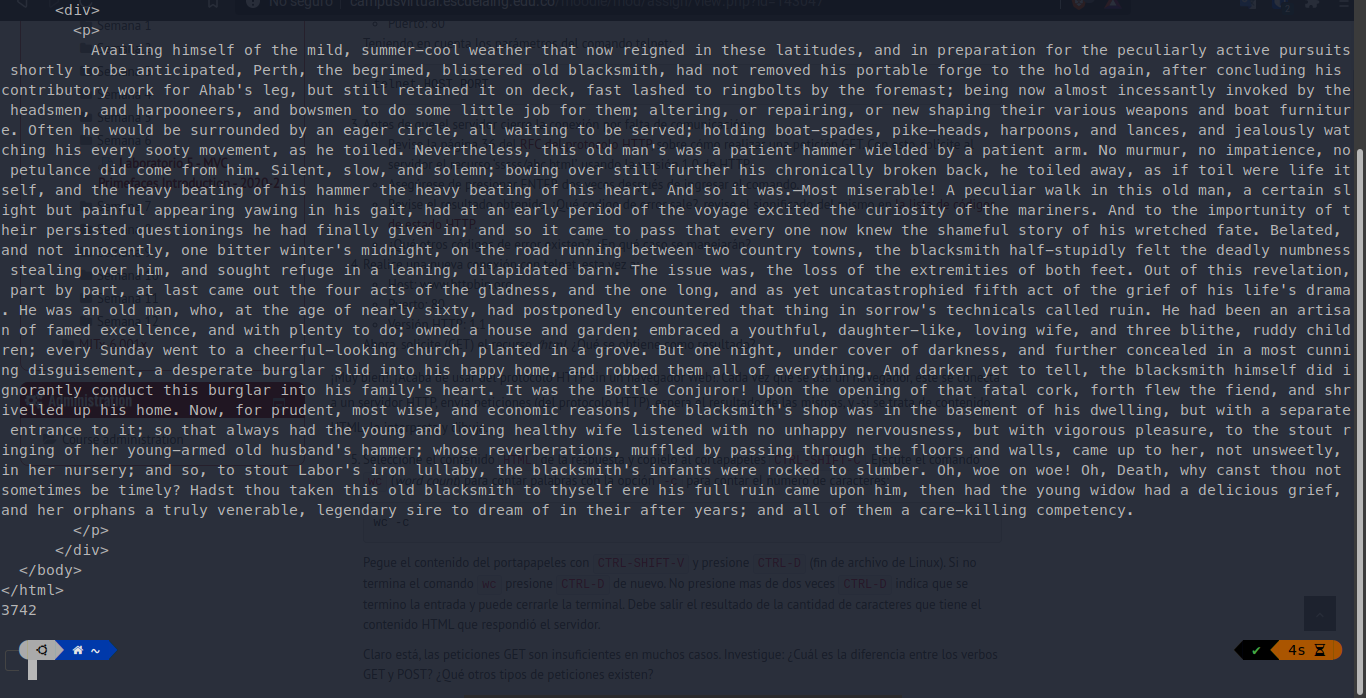 <div>
<p>
Availing himself of the mild, summer-cool weather that now reigned in these latitudes, and in preparation for the peculiarly active pursuits
shortly to be anticipated, Perth, the begrimed, blistered old blacksmith, had not removed his portable forge to the hold again, after concluding his
contributory work for Ahab's leg, but still retained it on deck, fast lashed to ringbolts by the foremast; being now almost incessantly invoked by the
headsmen, and harpooneers, and bowsmen to do some little job for them; altering, or repairing, or new shaping their various weapons and boat furnitur
e. Often he would be surrounded by an eager circle, all waiting to be served; holding boat-spades, pike-heads, harpoons, and lances, and jealously wat
ching his every sooty movement, as he toiled. Nevertheless, this old man's was a patient hammer wielded by a patient arm. No murmur, no impatience, no
petulance did come from him. Silent, slow, and solemn; bowing over still further his chronically broken back, he toiled away, as if toil were life it
self, and the heavy beating of his hammer the heavy beating of his heart. And so it was.—Most miserable! A peculiar walk in this old man, a certain sl
ight but painful appearing yawing in his gait, had at an early period of the voyage excited the curiosity of the mariners. And to the importunity of t
heir persisted questionings he had finally given in; and so it came to pass that every one now knew the shameful story of his wretched fate. Belated,
and not innocently, one bitter winter's midnight, on the road running between two country towns, the blacksmith half-stupidly felt the deadly numbness
stealing over him, and sought refuge in a leaning, dilapidated barn. The issue was, the loss of the extremities of both feet. Out of this revelation,
part by part, at last came out the four acts of the gladness, and the one long, and as yet uncatastrophied fifth act of the grief of his life's drama
. He was an old man, who, at the age of nearly sixty, had postponedly encountered that thing in sorrow's technicals called ruin. He had been an artisa
n of famed excellence, and with plenty to do; owned a house and garden; embraced a youthful, daughter-like, loving wife, and three blithe, ruddy child
ren; every Sunday went to a cheerful-looking church, planted in a grove. But one night, under cover of darkness, and further concealed in a most cunni
ng disguisement, a desperate burglar slid into his happy home, and robbed them all of everything. And darker yet to tell, the blacksmith himself did i
gnorantly conduct this burglar into his family's heart. It was the Bottle Conjuror! Upon the opening of that fatal cork, forth flew the fiend, and shr
ivelled up his home. Now, for prudent, most wise, and economic reasons, the blacksmith's shop was in the basement of his dwelling, but with a separate
entrance to it; so that always had the young and loving healthy wife listened with no unhappy nervousness, but with vigorous pleasure, to the stout r
inging of her young-armed old husband's hammer; whose reverberations, muffled by passing through the floors and walls, came up to her, not unsweetly,
in her nursery; and so, to stout Labor's iron lullaby, the blacksmith's infants were rocked to slumber. Oh, woe on woe! Oh, Death, why canst thou not
sometimes be timely? Hadst thou taken this old blacksmith to thyself ere his full ruin came upon him, then had the young widow had a delicious grief,
and her orphans a truly venerable, legendary sire to dream of in their after years; and all of them a care-killing competency.
</p>
</div>
wc -c
Pegue el contenido del portapapeles con CTRL-SHIFT-V y presione CTRL-D (fin de archivo de Linux). Si no
</body>
termina el comando wc presione CTRL-D de nuevo. No presione mas de dos veces CTRL-D indica que se
</html>
termino la entrada y puede cerrarle la terminal. Debe salir el resultado de la cantidad de caracteres que tiene el
3742
contenido HTML que respondió el servidor.
~
✔ 4s
Claro está, las peticiones GET son insuficientes en muchos casos. Investigue: ¿Cuál es la diferencia entre los verbos
GET y POST? ¿Qué otros tipos de peticiones existen?